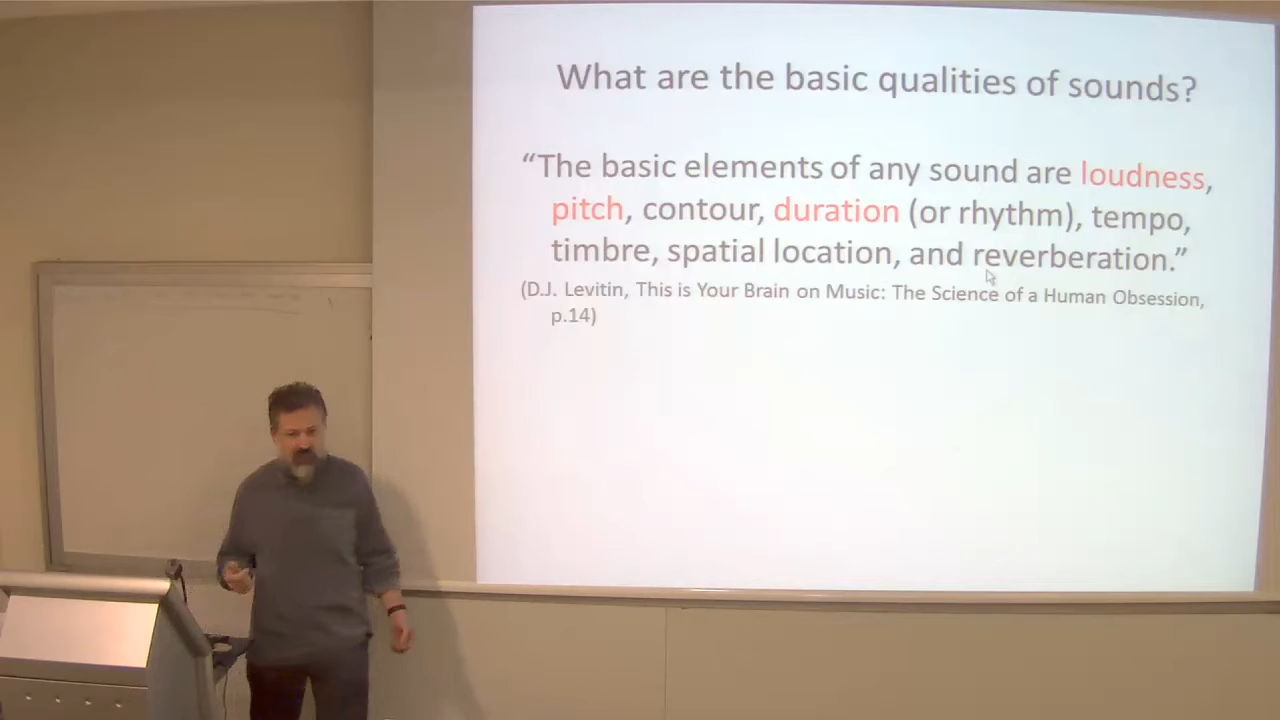 What are the basic qualities of sounds?
“The basic elements of any sound are loudness,
pitch, contour, duration (or rhythm), tempo,
timbre, spatial location, and reverberation.”
(D.J. Levitin, This is Your Brain on Music: The Science of a Human Obsession,
p.14)